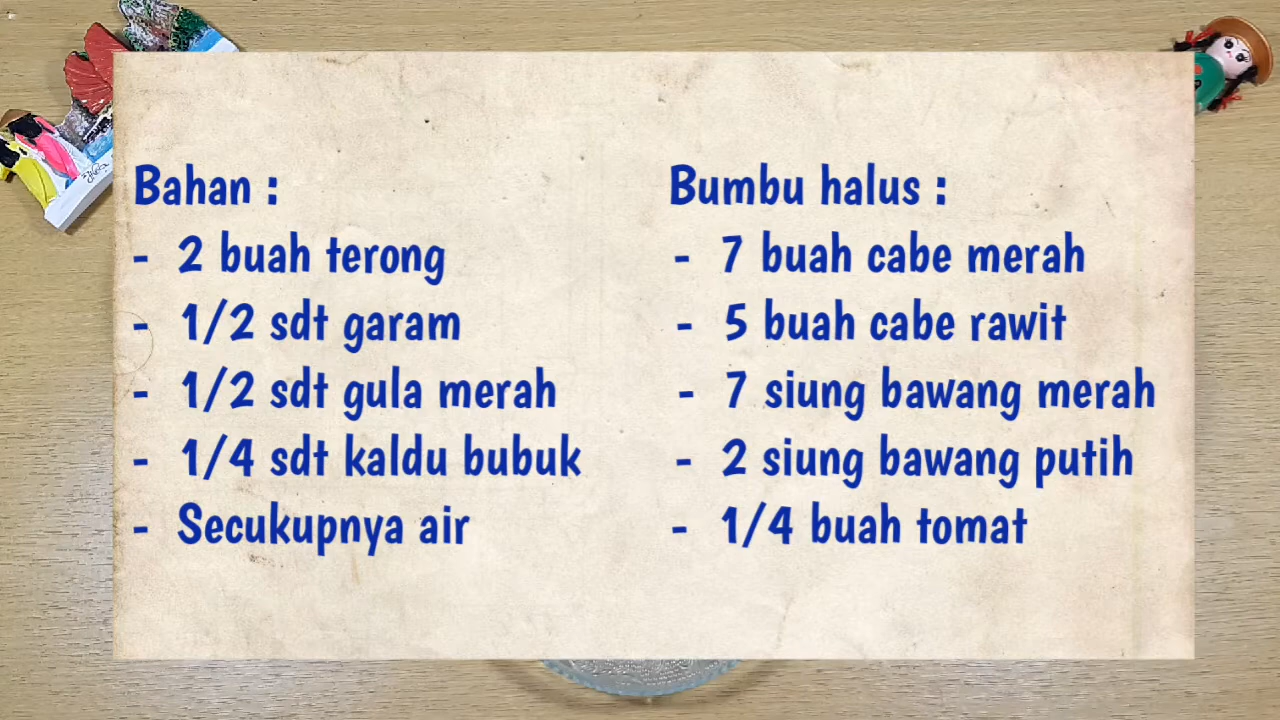 Bahan :
- 2 buah terong
- 1/2 sdt garam
- 1/2 sdt gula merah
- 1/4 sdt kaldu bubuk
- Secukupnya air
Bumbu halus :
- 7 buah cabe merah
- 5 buah cabe rawit
- 7 siung bawang merah
- 2 siung bawang putih
- 1/4 buah tomat